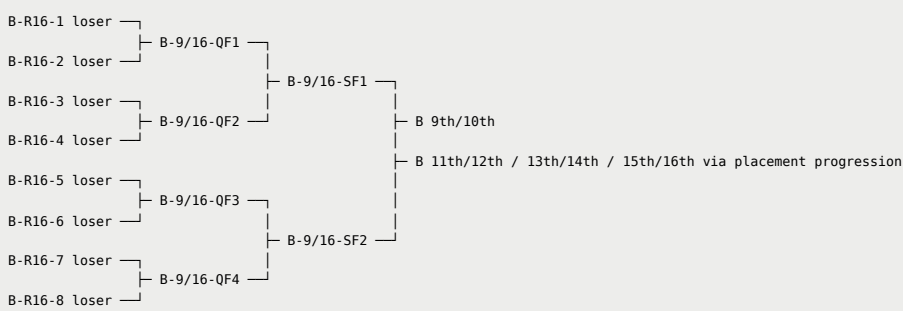 B-R16-1 loser
B-9/16-QF1
B-R16-2 loser
B-9/16-SF1
B-R16-3 loser
B-9/16-QF2
B 9th/10th
B-R16-4 loser
B 11th/12th / 13th/14th / 15th/16th via placement progression
B-R16-5 loser
B-9/16-QF3
B-R16-6 loser
B-9/16-SF2
B-R16-7 loser
B-9/16-QF4
B-R16-8 loser